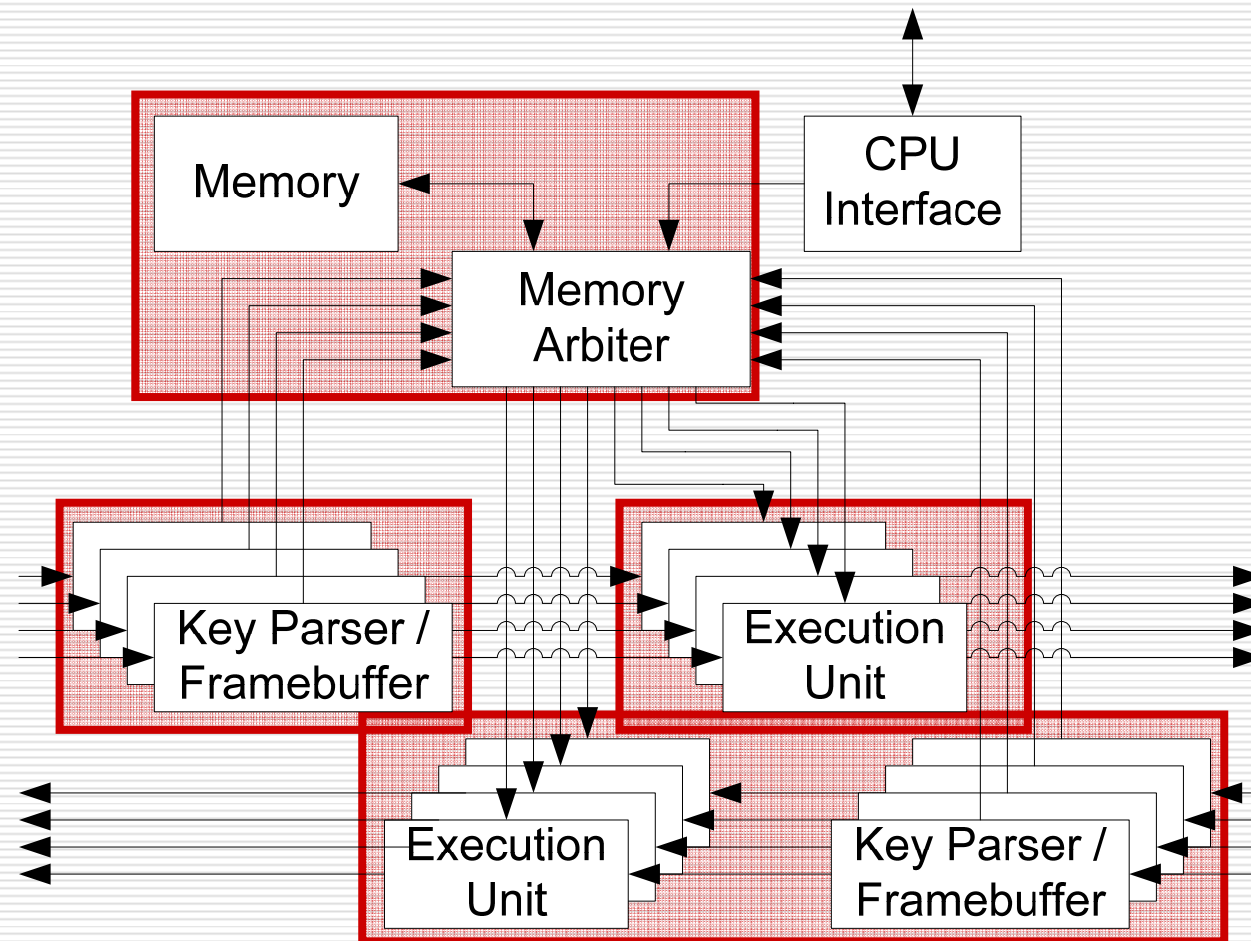 CPU
Interface
Memory
Memory
Arbiter
Key Parser /
Framebuffer
Execution
Unit
Execution
Unit
Key Parser /
Framebuffer